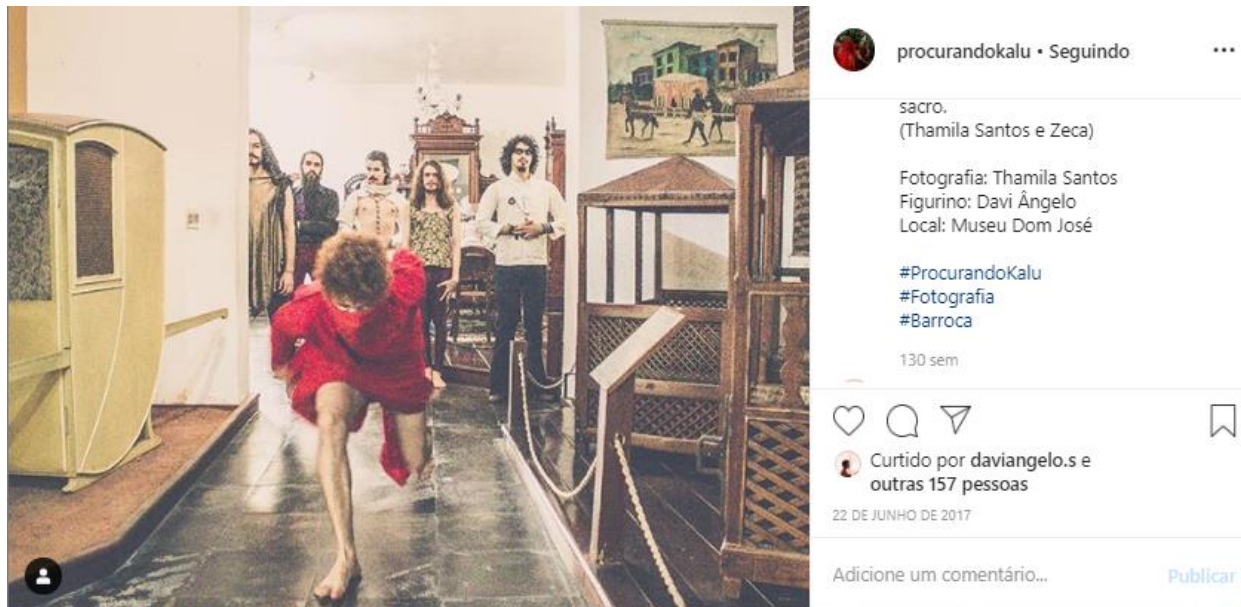 procurandokalu • Seguindo
sacro.
(Thamila Santos e Zeca)
Fotografia: Thamila Santos
Figurino: Davi Ângelo
Local: Museu Dom José
#ProcurandoKalu
#Fotografia
#Barroca
130 sem
Curtido por daviangelo.s e
outras 157 pessoas
22 DE JUNHO DE 2017
Adicione um comentário...
Publicar